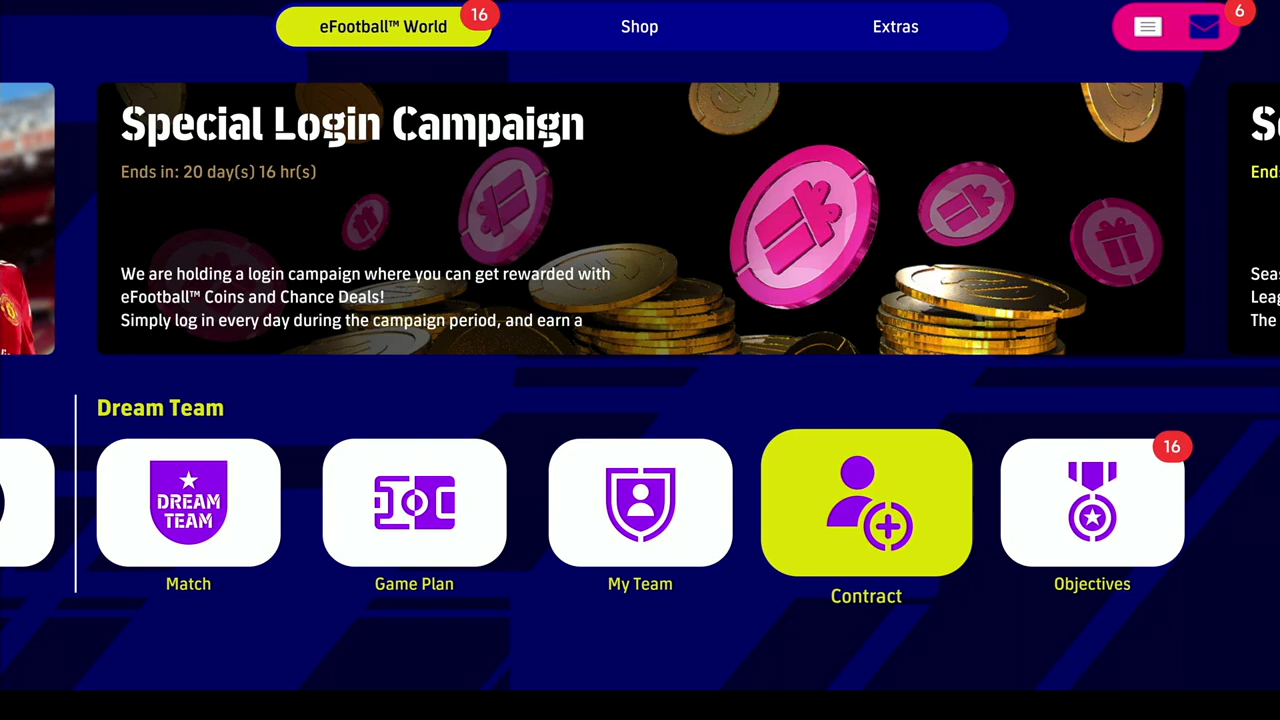 eFootball™ World
16
Shop
Extras
6
Special Login Campaign
Ends in: 20 day(s) 16 hr(s)
We are holding a login campaign where you can get rewarded with
eFootball™ Coins and Chance Deals!
Simply log in every day during the campaign period, and earn a
The
Dream Team
DREAM
TEAM
Match
Game Plan
My Team
Contract
16
Objectives